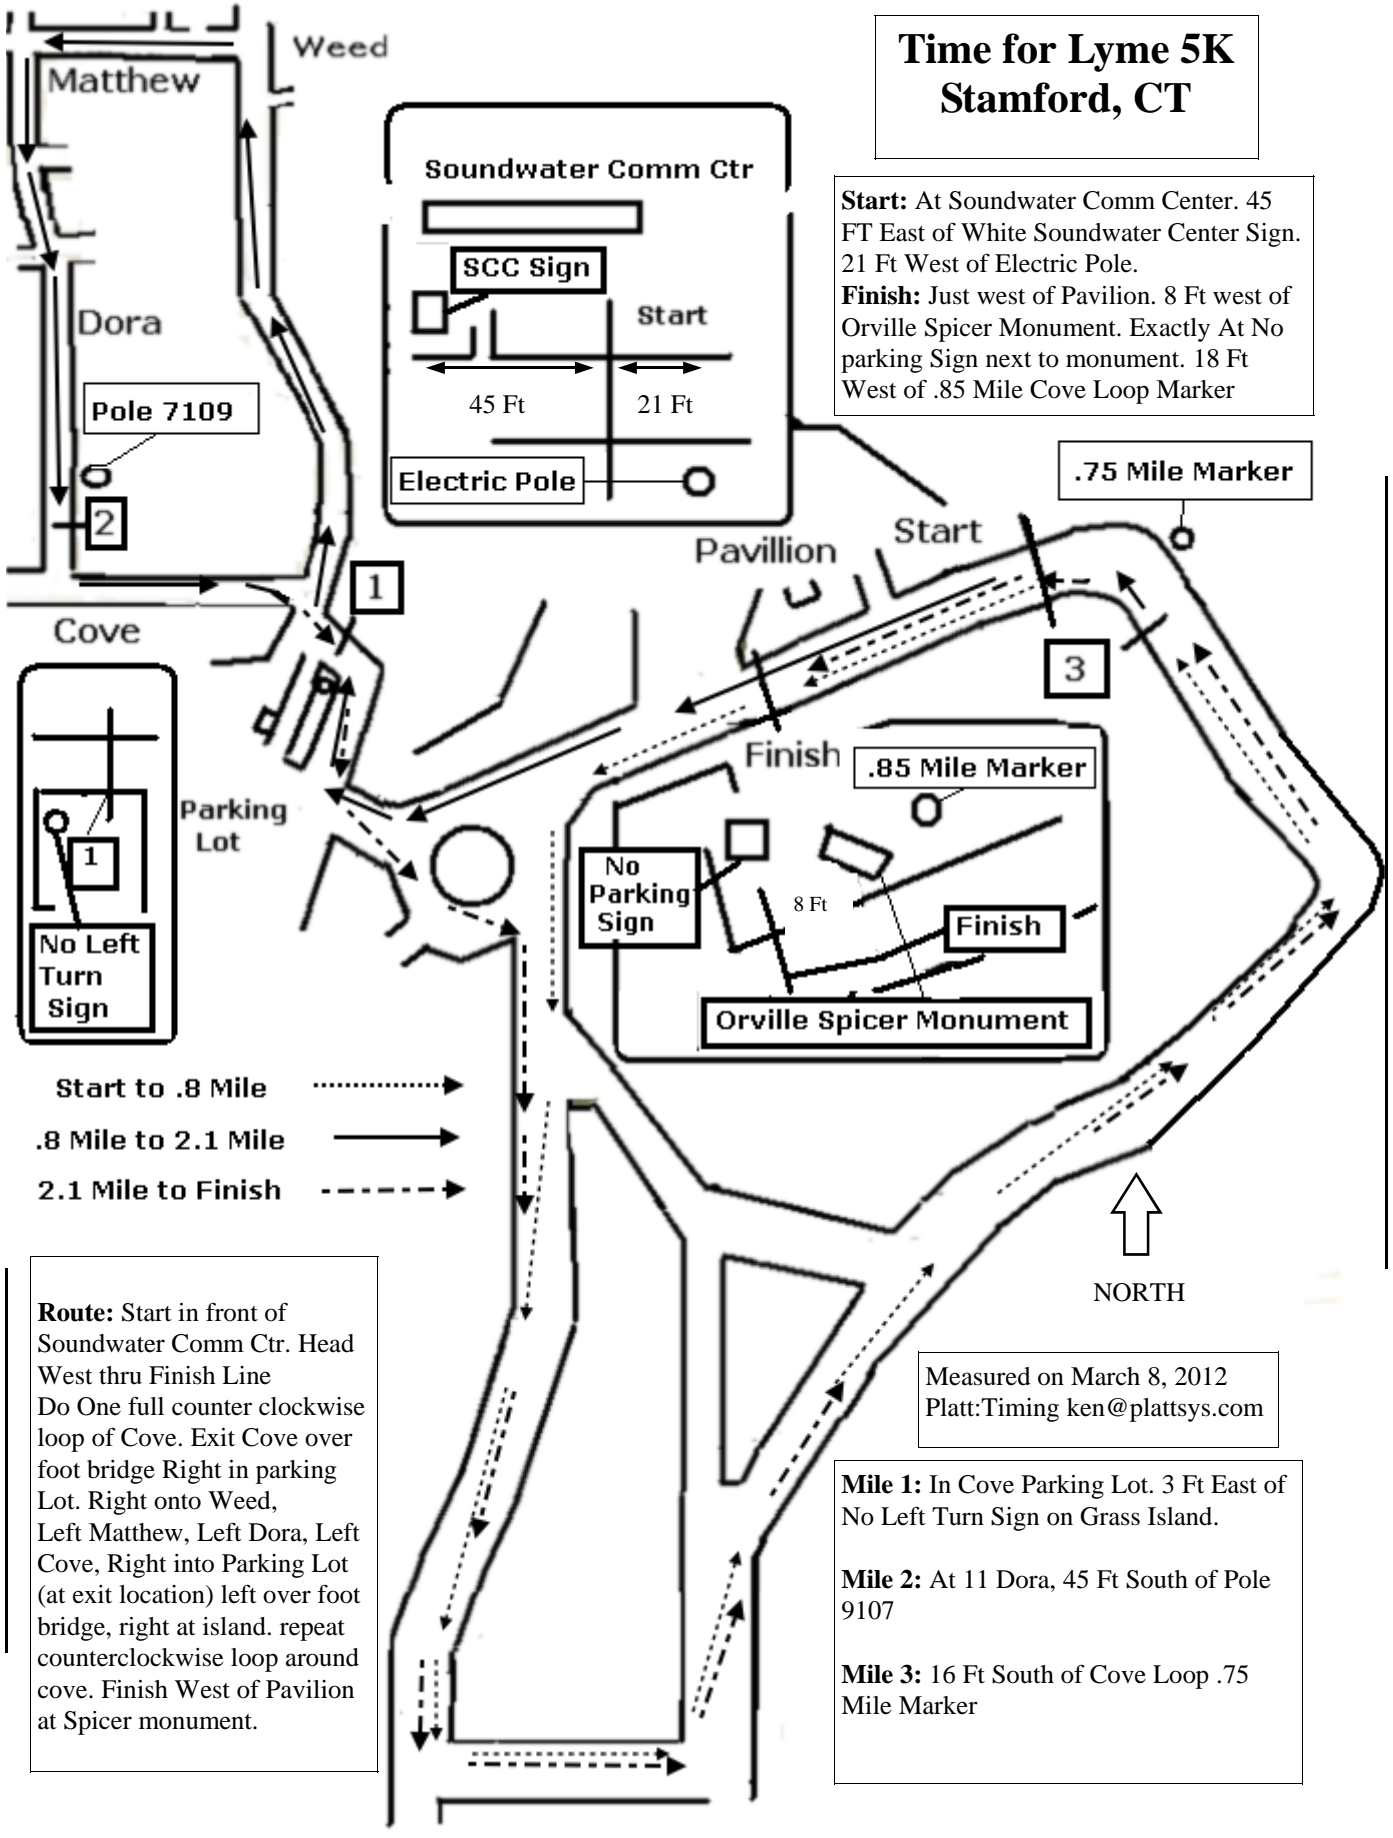 Time for Lyme 5K
Stamford, CT
Start: At Soundwater Comm Center. 45
FT East of White Soundwater Center Sign.
21 Ft West of Electric Pole.
Finish: Just west of Pavilion. 8 Ft west of
Orville Spicer Monument. Exactly At No
parking Sign next to monument. 18 Ft
West of .85 Mile Cove Loop Marker
Weed
Matthew
Dora
Pole 7109
2
1
Cove
Soundwater Comm Ctr
SCC Sign
Start
45 Ft
21 Ft
Electric Pole
.75 Mile Marker
Start
Pavillion
3
Finish
.85 Mile Marker
No
Parking
Sign
8 Ft
Finish
Orville Spicer Monument
Parking
Lot
1
No Left
Turn
Sign
Start to .8 Mile
.8 Mile to 2.1 Mile
2.1 Mile to Finish
NORTH
Route: Start in front of
Soundwater Comm Ctr. Head
West thru Finish Line
Do One full counter clockwise
loop of Cove. Exit Cove over
foot bridge Right in parking
Lot. Right onto Weed,
Left Matthew, Left Dora, Left
Cove, Right into Parking Lot
(at exit location) left over foot
bridge, right at island. repeat
counterclockwise loop around
cove. Finish West of Pavilion
at Spicer monument.
Measured on March 8, 2012
Platt:Timing ken@plattsys.com
Mile 1: In Cove Parking Lot. 3 Ft East of
No Left Turn Sign on Grass Island.
Mile 2: At 11 Dora, 45 Ft South of Pole
9107
Mile 3: 16 Ft South of Cove Loop .75
Mile Marker